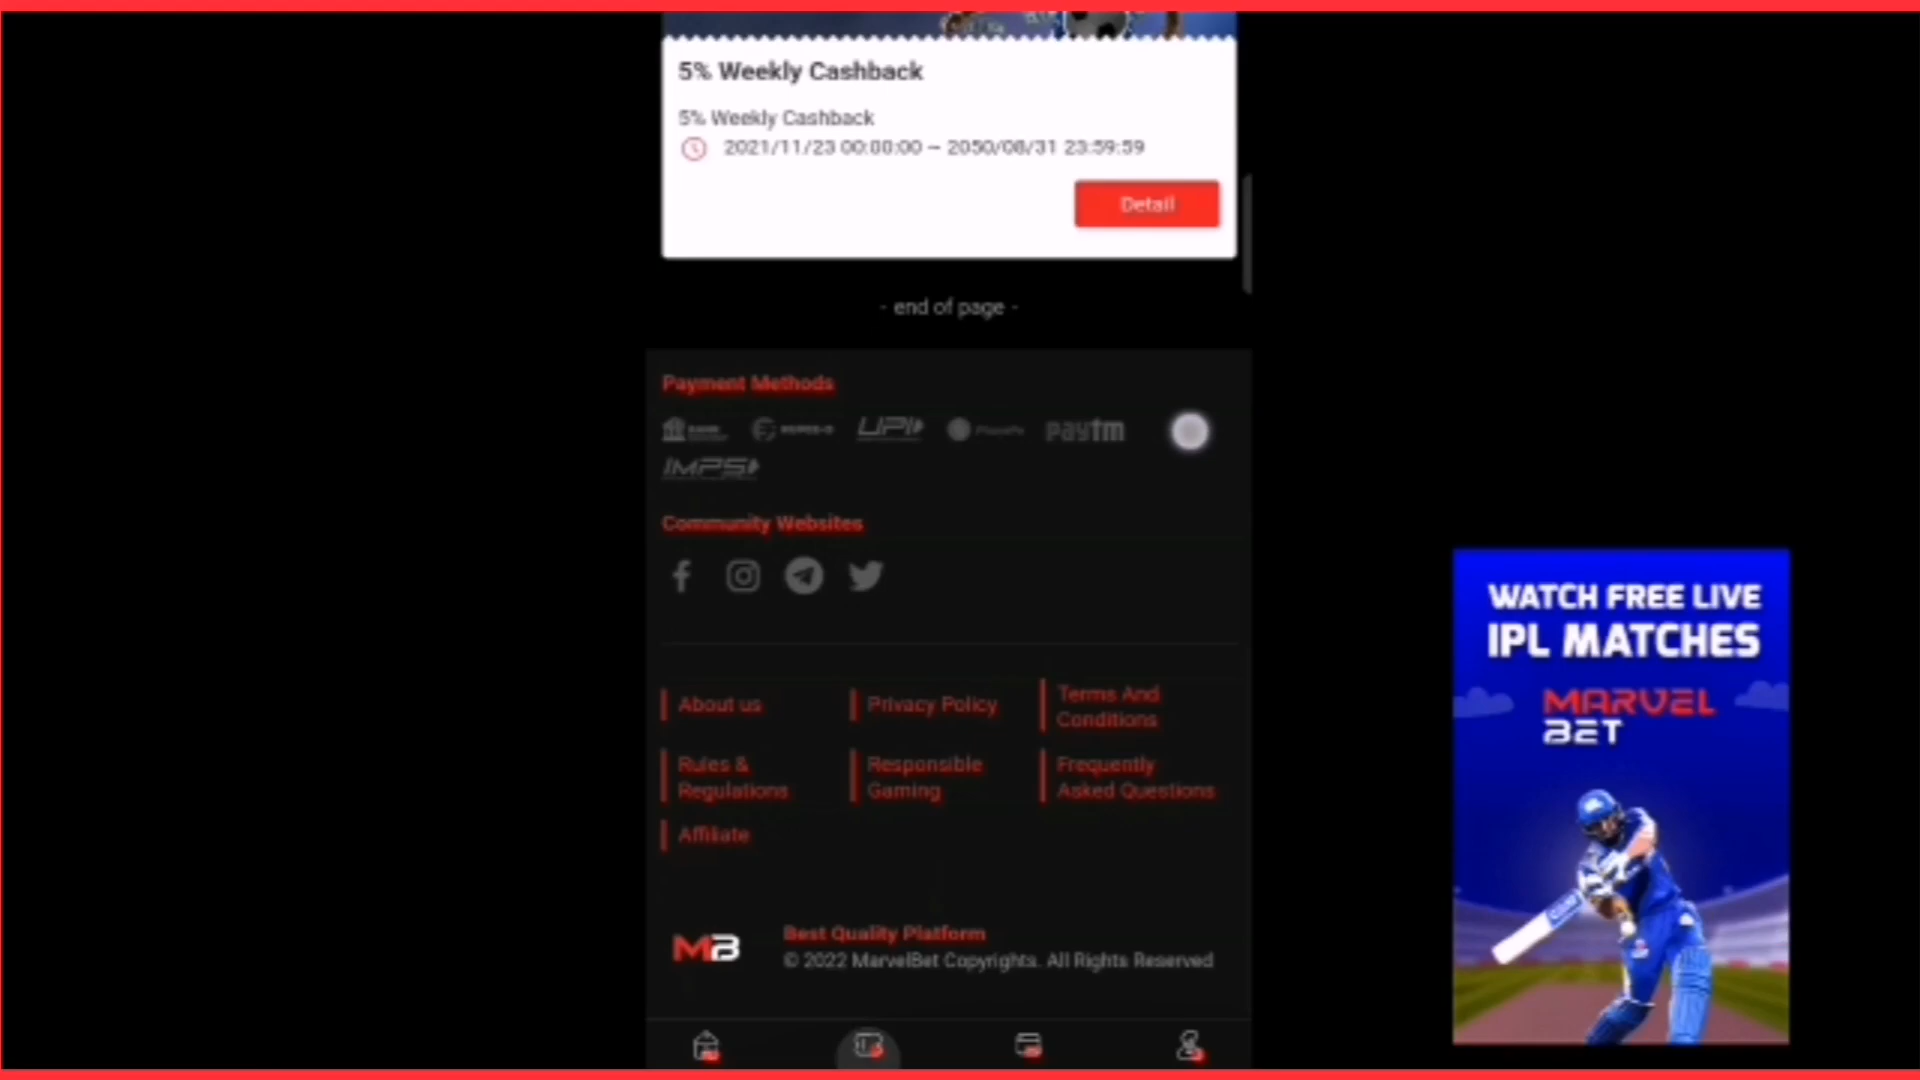 5% Weekly Cashback
5% Weekly Cashback
2021/11/23 00:00:00 ~ 2050/08/31 23:59:59
Detail
- end of page -
Payment Methods
BANK
UPI
PhonePe
paytm
IMPS
Community Websites
About us
Privacy Policy
Terms And
Conditions
Rules &
Regulations
Responsible
Gaming
Frequently
Asked Questions
Affiliate
MB
Best Quality Platform
© 2022 MarvelBet Copyrights. All Rights Reserved
WATCH FREE LIVE
IPL MATCHES
MARVEL
BET